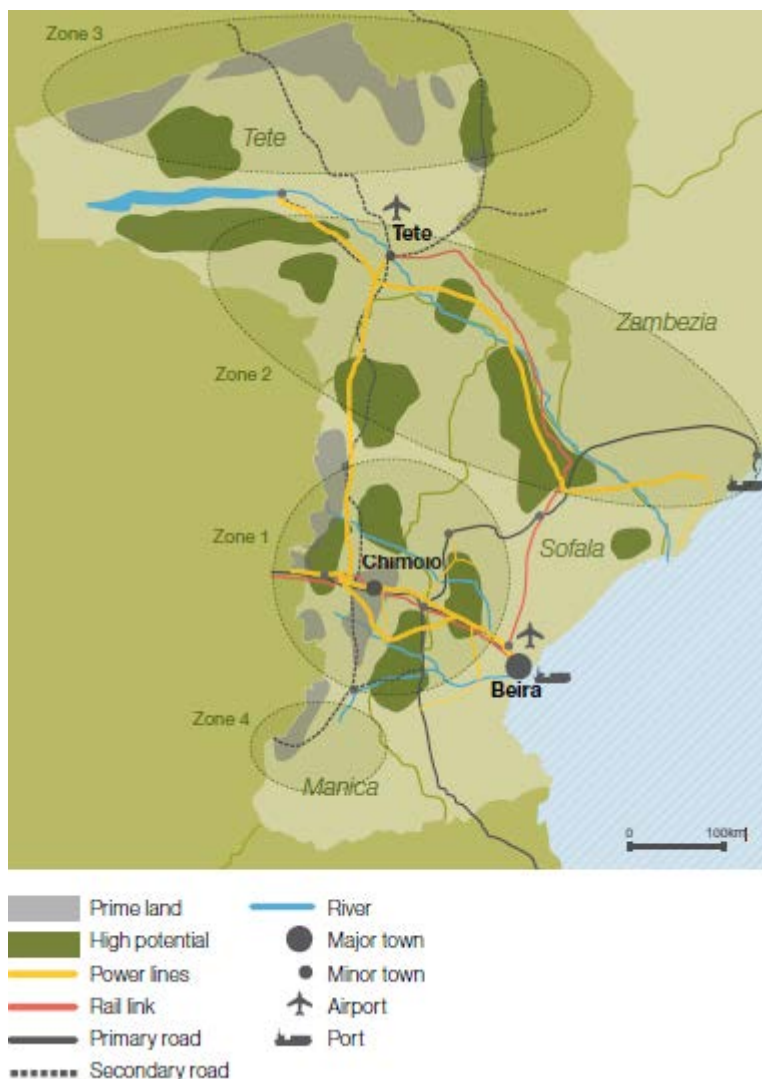 Zone 3
Tete
Tete
Zambezia
Zone 2
Zone 1
Chimoio
Sofala
Beira
Zone 4
Manica
0 100km
Prime land
High potential
Power lines
Rail link
Primary road
Secondary road
River
Major town
Minor town
Airport
Port